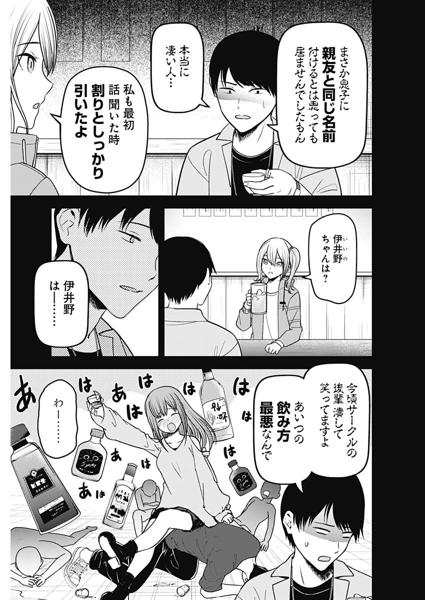 まさか息子に
親友と同じ名前
付けるとは思っても
居ませんでしたもん
本当に
凄い人…
私も最初
話聞いた時
割りとしっかり
引いたよ
伊井野
ちゃんは？
いいの
伊井野
は――……
今頃サークルの
後輩潰して
笑ってますよ
あいつの
飲み方
最悪なんで
あ
は
は
は
は
は
あ
あ
わー……